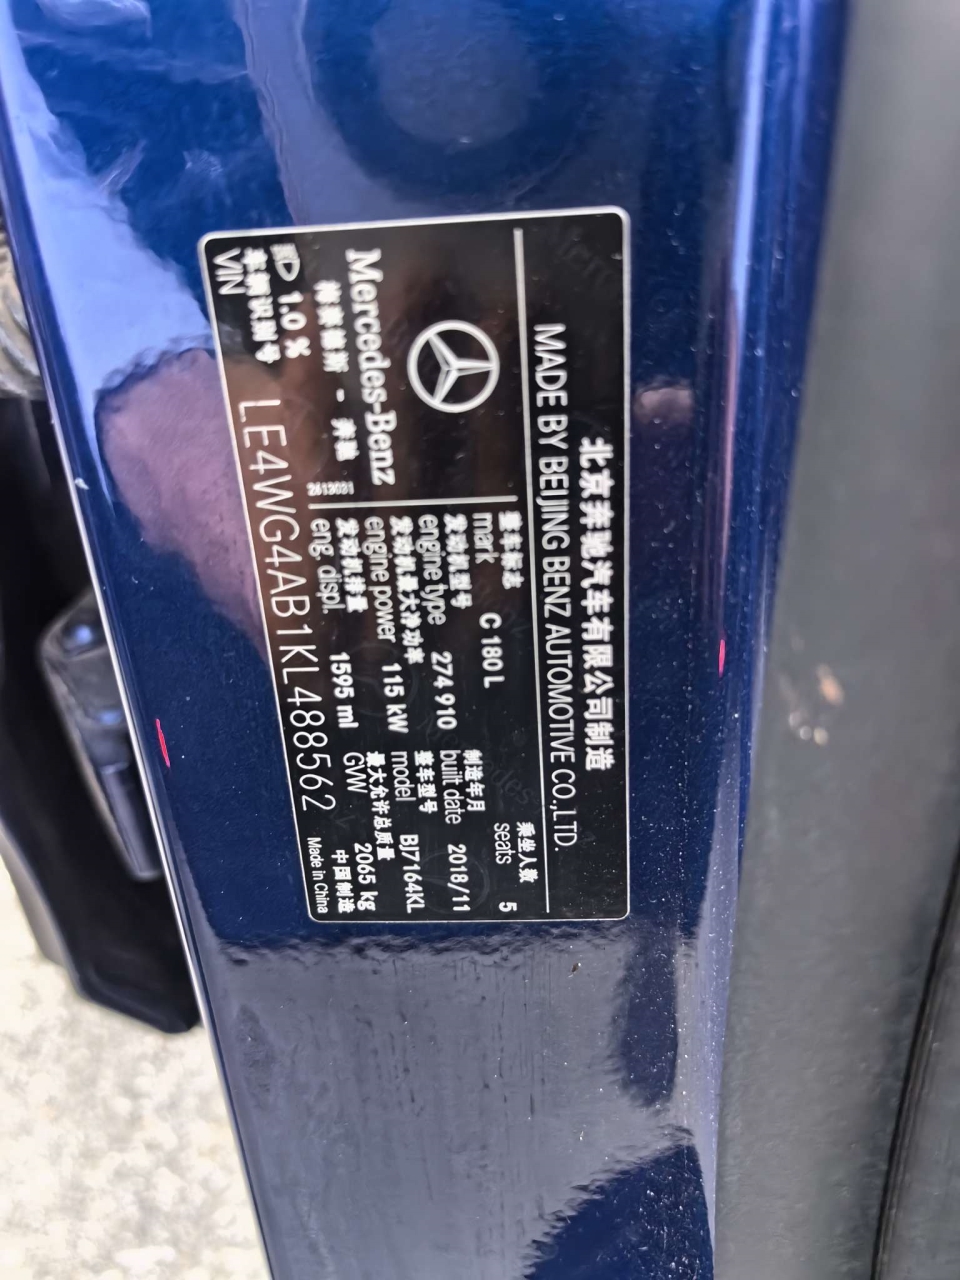 北京奔驰汽车有限公司制造
MADE BY BEIJING BENZ AUTOMOTIVE CO.,LTD.
整车标志
mark C 180 L
乘坐人数
seats 5
发动机型号
engine type 274 910
制造年月
built date 2018/11
发动机最大净功率
engine power 115 kW
整车型号
model BJ7164KL
发动机排量
eng. displ. 1595 ml
最大允许总质量
GVW 2065 kg
Mercedes-Benz
梅赛德斯 - 奔驰
2613031
中国制造
Made in China
1.0 %
车辆识别号
VIN LE4WG4AB1KL488562